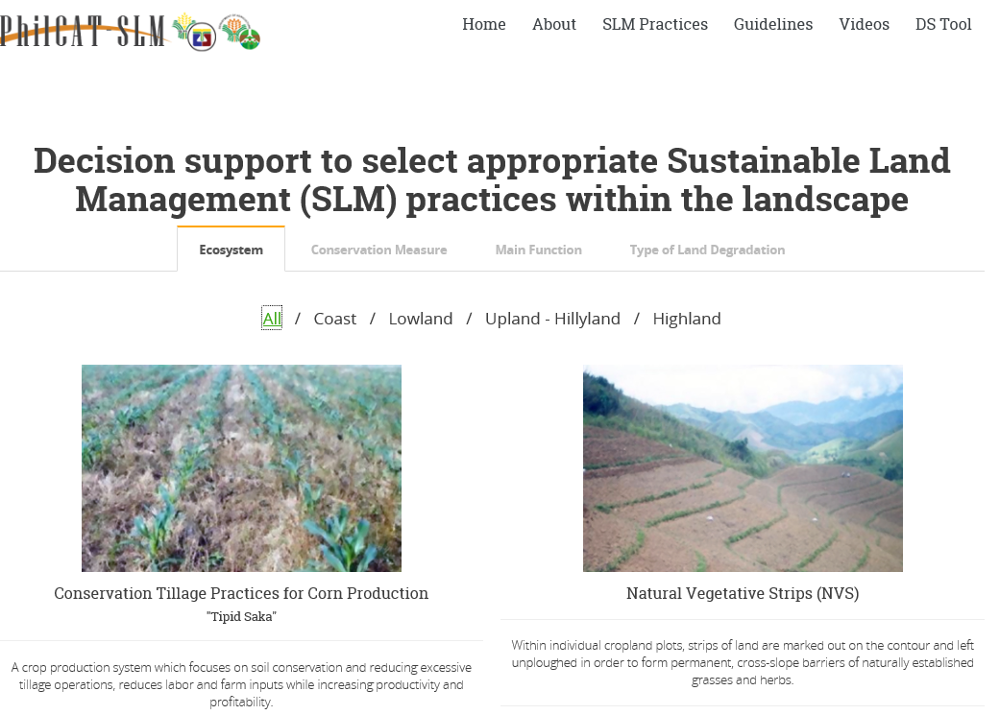 PhilCAT-SLM
Home About SLM Practices Guidelines Videos DS Tool
Decision support to select appropriate Sustainable Land
Management (SLM) practices within the landscape
Ecosystem Conservation Measure Main Function Type of Land Degradation
All / Coast / Lowland / Upland - Hillyland / Highland
Conservation Tillage Practices for Corn Production
"Tipid Saka"
A crop production system which focuses on soil conservation and reducing excessive
tillage operations, reduces labor and farm inputs while increasing productivity and
profitability.
Natural Vegetative Strips (NVS)
Within individual cropland plots, strips of land are marked out on the contour and left
unploughed in order to form permanent, cross-slope barriers of naturally established
grasses and herbs.